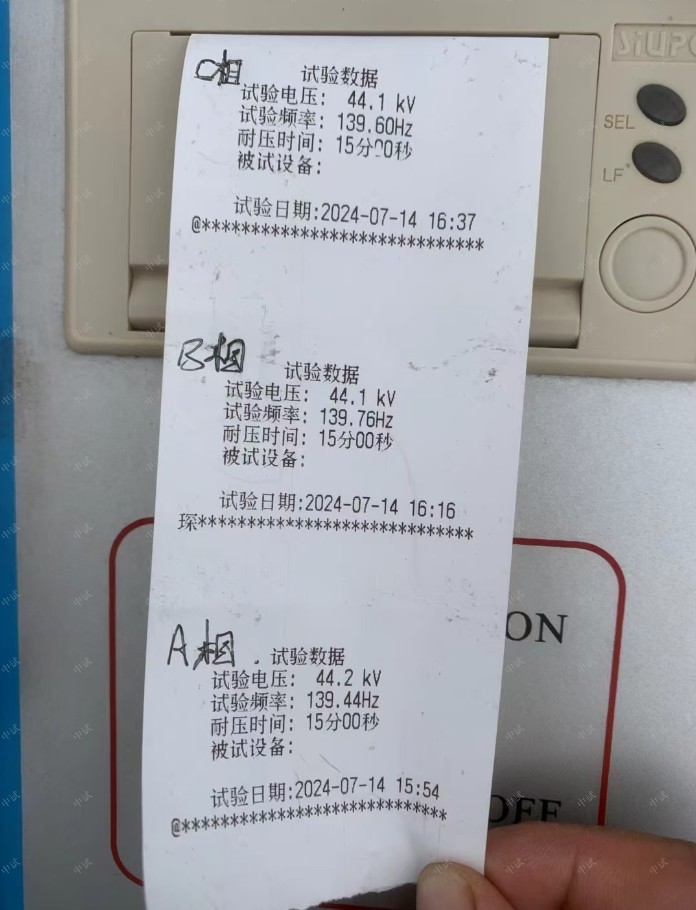 C相
试验数据
试验电压: 44.1 kV
试验频率: 139.60Hz
耐压时间: 15分00秒
被试设备:
试验日期:2024-07-14 16:37
@*****************************
B相
试验数据
试验电压: 44.1 kV
试验频率: 139.76Hz
耐压时间: 15分00秒
被试设备:
试验日期:2024-07-14 16:16
琛****************************
A相
试验数据
试验电压: 44.2 kV
试验频率: 139.44Hz
耐压时间: 15分00秒
被试设备:
试验日期:2024-07-14 15:54
@****************************
SEL
LF
ON
OFF
中试